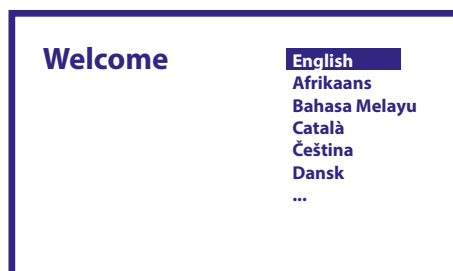 Welcome
English
Afrikaans
Bahasa Melayu
Català
Čeština
Dansk
...